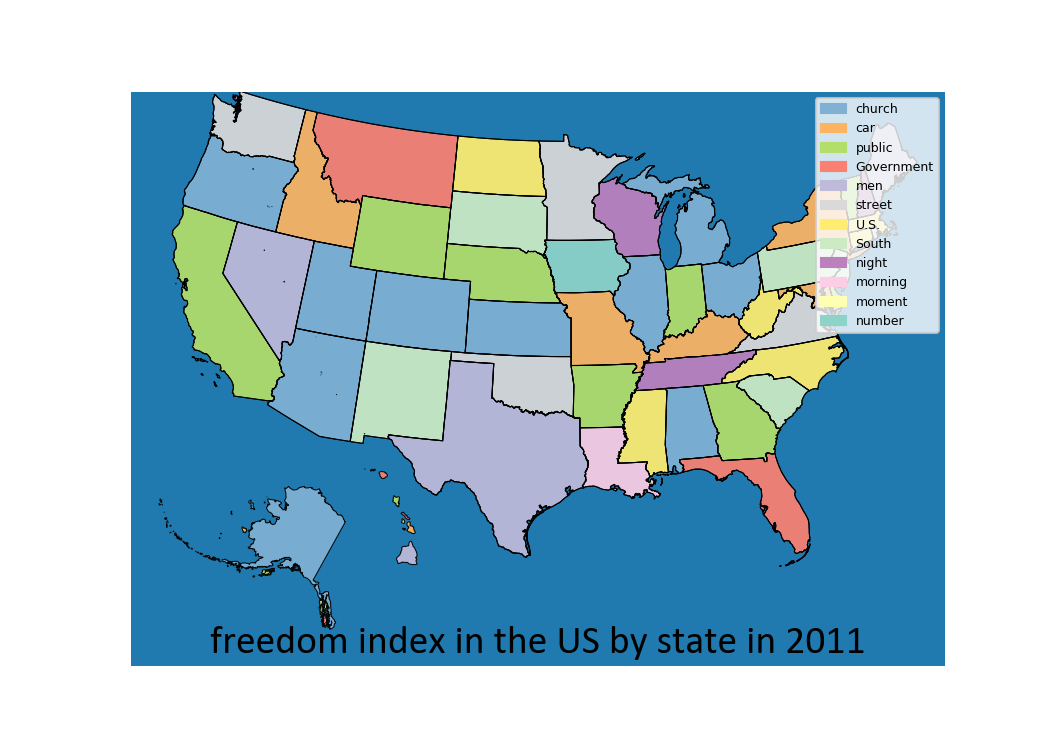 church
car
public
Government
men
street
U.S.
South
night
morning
moment
number
freedom index in the US by state in 2011